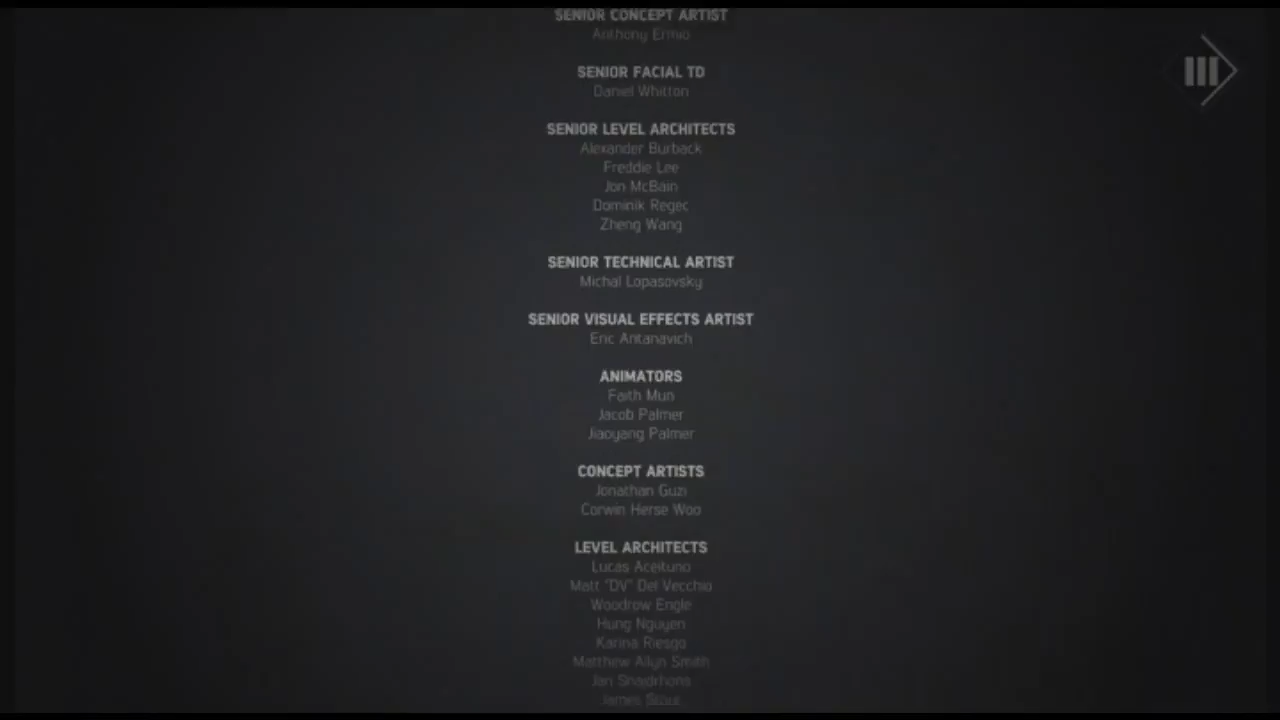 SENIOR CONCEPT ARTIST
Anthony Ermio
SENIOR FACIAL TD
Daniel Whitton
SENIOR LEVEL ARCHITECTS
Alexander Burback
Freddie Lee
Jon McBain
Dominik Regec
Zheng Wang
SENIOR TECHNICAL ARTIST
Michal Lopasovsky
SENIOR VISUAL EFFECTS ARTIST
Eric Antanavich
ANIMATORS
Faith Mun
Jacob Palmer
Jiaoyang Palmer
CONCEPT ARTISTS
Jonathan Guzi
Corwin Herse Woo
LEVEL ARCHITECTS
Lucas Aceituno
Matt "DV" Del Vecchio
Woodrow Engle
Hung Nguyen
Karina Riesgo
Matthew Allyn Smith
Jan
James